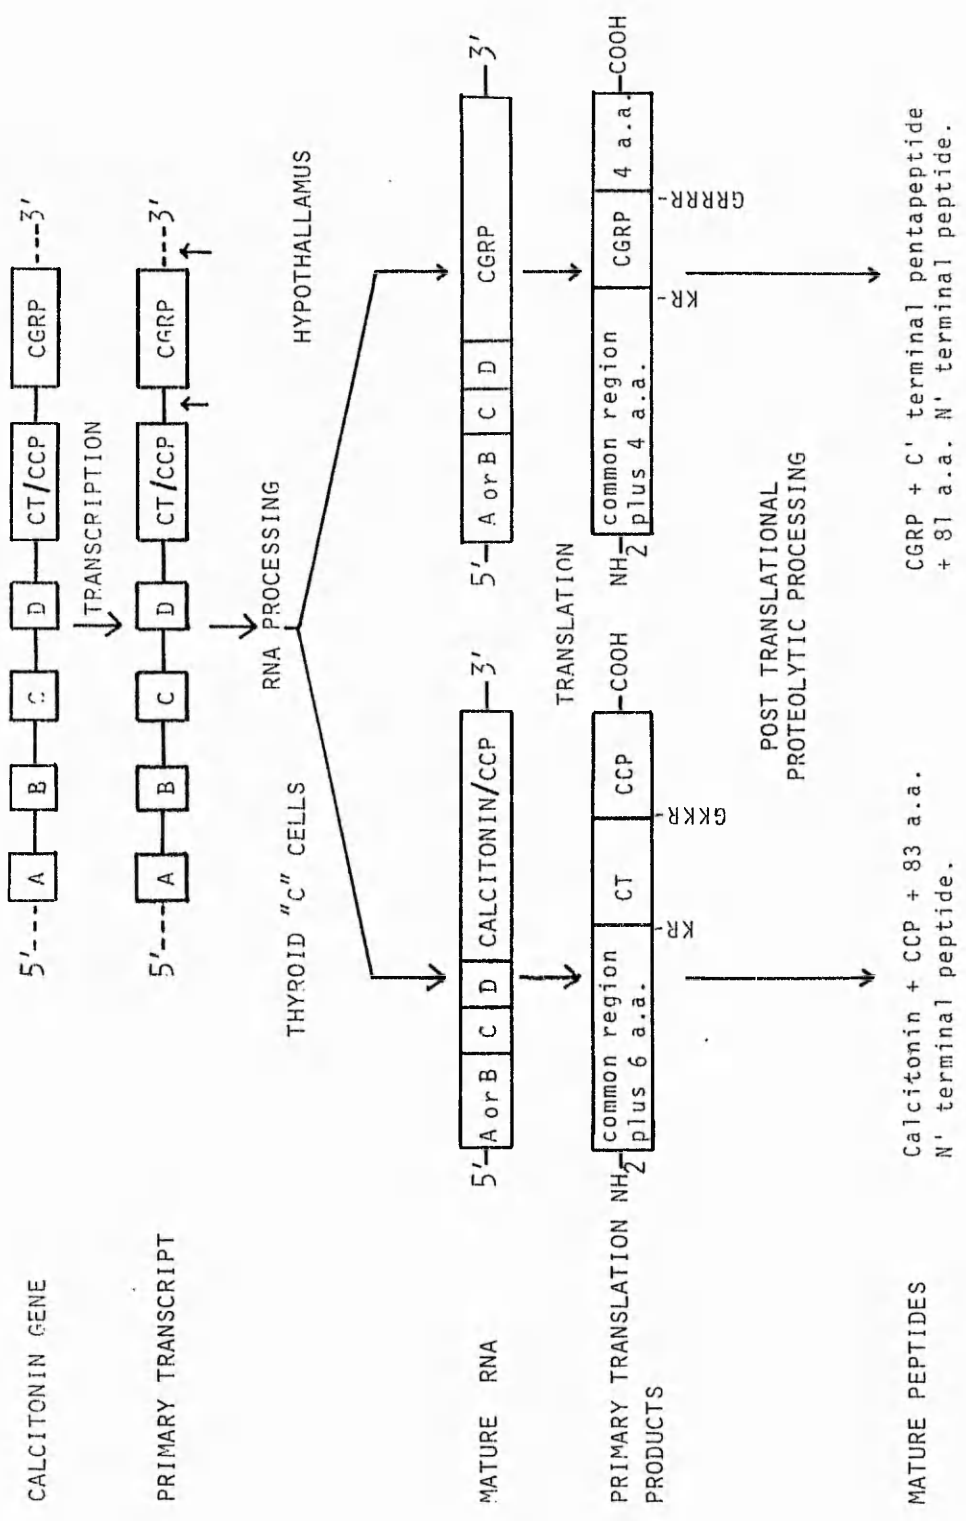 CALCITONIN GENE
5'---- A B C D CT/CCP CGRP ---3'
TRANSCRIPTION
PRIMARY TRANSCRIPT
5'---- A B C D CT/CCP CGRP ---3'
RNA PROCESSING
THYROID "C" CELLS
HYPOTHALLAMUS
MATURE RNA
5' A or B C D CALCITONIN/CCP 3'
5' A or B C D CGRP 3'
TRANSLATION
PRIMARY TRANSLATION
PRODUCTS
NH2 common region
plus 6 a.a.
CT
CCP
COOH
-KR
-GKKR
NH2 common region
plus 4 a.a.
CGRP
4 a.a.
COOH
-KR
-GRRRR
POST TRANSLATIONAL
PROTEOLYTIC PROCESSING
MATURE PEPTIDES
Calcitonin + CCP + 83 a.a.
N' terminal peptide.
CGRP + C' terminal pentapeptide
+ 81 a.a. N' terminal peptide.